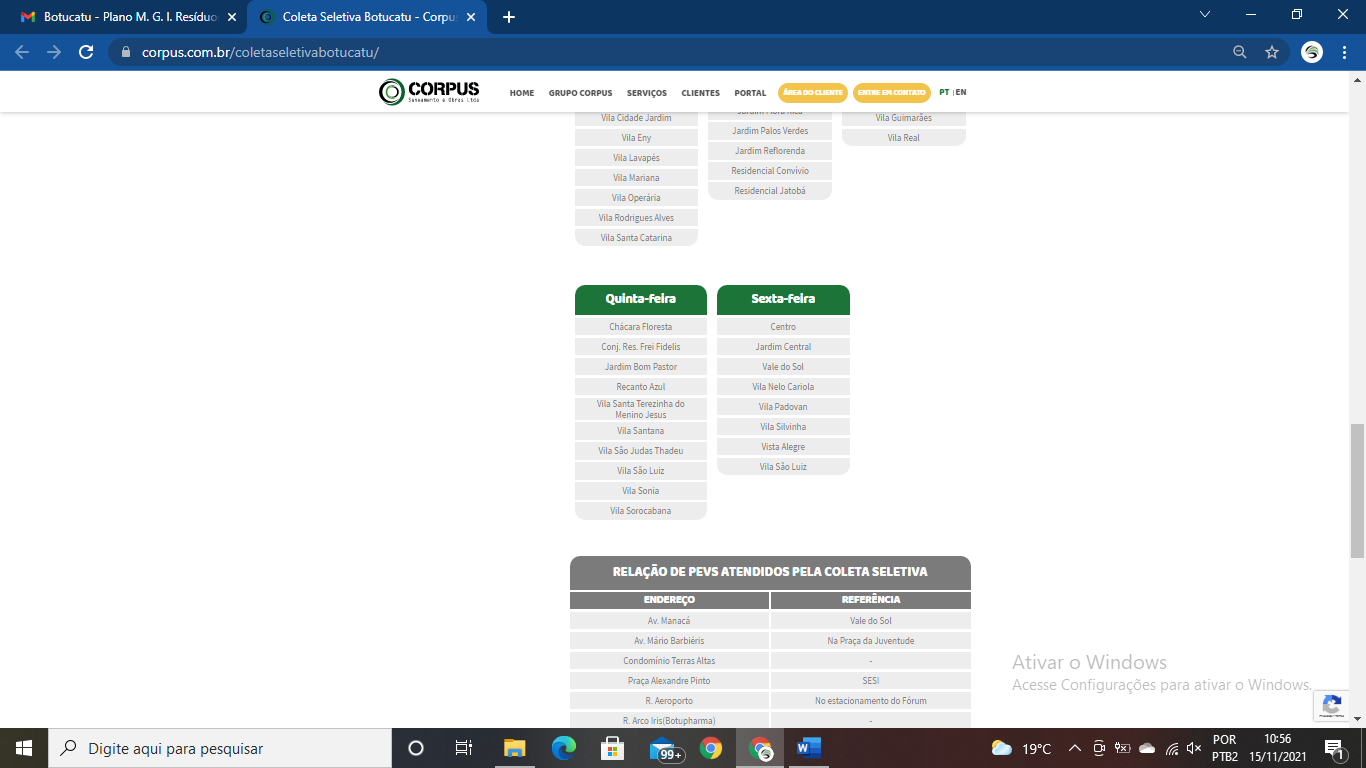 Botucatu - Plano M. G. I. Resíduo
Coleta Seletiva Botucatu - Corpu
corpus.com.br/coletaseletivabotucatu/
CORPUS
Saneamento e Obras Ltda
HOME
GRUPO CORPUS
SERVIÇOS
CLIENTES
PORTAL
ÁREA DO CLIENTE
ENTRE EM CONTATO
PT | EN
Vila Cidade Jardim
Vila Eny
Vila Lavapés
Vila Mariana
Vila Operária
Vila Rodrigues Alves
Vila Santa Catarina
Jardim Palos Verdes
Jardim Reflorenda
Residencial Convívio
Residencial Jatobá
Vila Guimarães
Vila Real
Quinta-feira
Chácara Floresta
Conj. Res. Frei Fidelis
Jardim Bom Pastor
Recanto Azul
Vila Santa Terezinha do
Menino Jesus
Vila Santana
Vila São Judas Thadeu
Vila São Luiz
Vila Sonia
Vila Sorocabana
Sexta-feira
Centro
Jardim Central
Vale do Sol
Vila Nelo Cariola
Vila Padovan
Vila Silvinha
Vista Alegre
Vila São Luiz
RELAÇÃO DE PEVS ATENDIDOS PELA COLETA SELETIVA
ENDEREÇO REFERÊNCIA
Av. Manacá Vale do Sol
Av. Mário Barbiéris Na Praça da Juventude
Condomínio Terras Altas -
Praça Alexandre Pinto SESI
R. Aeroporto No estacionamento do Fórum
R. Arco Iris(Botupharma) -
Ativar o Windows
Acesse Configurações para ativar o Windows.
Digite aqui para pesquisar
99+
19°C
POR
PTB2
10:56
15/11/2021
1